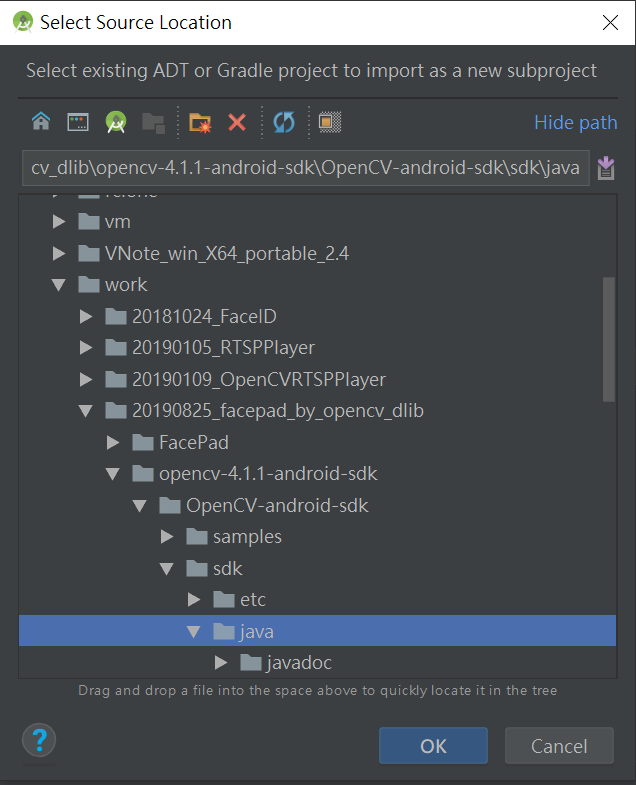 Select Source Location
Select existing ADT or Gradle project to import as a new subproject
Hide path
cv_dlib\opencv-4.1.1-android-sdk\OpenCV-android-sdk\sdk\java
vm
VNote_win_X64_portable_2.4
work
20181024_FaceID
20190105_RTSPPlayer
20190109_OpenCVRTSPPlayer
20190825_facepad_by_opencv_dlib
FacePad
opencv-4.1.1-android-sdk
OpenCV-android-sdk
samples
sdk
etc
java
javadoc
Drag and drop a file into the space above to quickly locate it in the tree
?
OK
Cancel